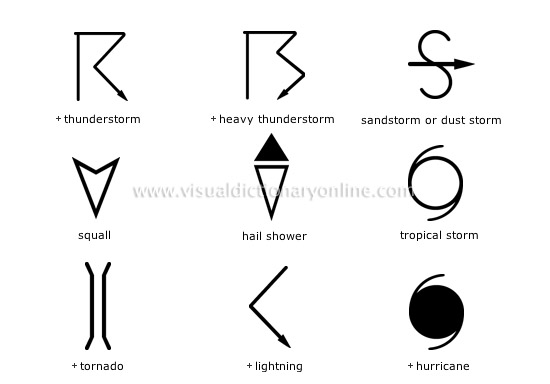 + thunderstorm
+ heavy thunderstorm
sandstorm or dust storm
www.visualdictionaryonline.com
squall
hail shower
tropical storm
+ tornado
+ lightning
+ hurricane